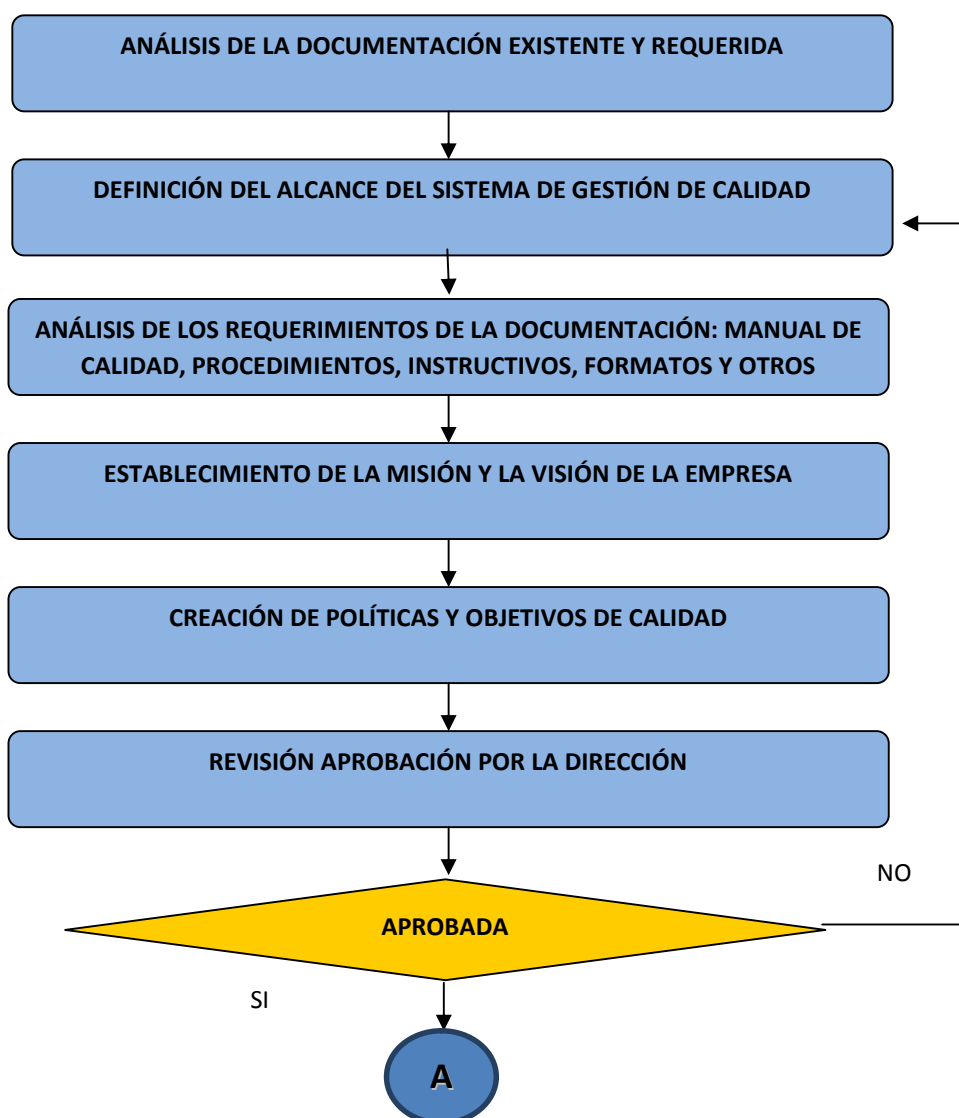 ANÁLISIS DE LA DOCUMENTACIÓN EXISTENTE Y REQUERIDA
DEFINICIÓN DEL ALCANCE DEL SISTEMA DE GESTIÓN DE CALIDAD
ANÁLISIS DE LOS REQUERIMIENTOS DE LA DOCUMENTACIÓN: MANUAL DE
CALIDAD, PROCEDIMIENTOS, INSTRUCTIVOS, FORMATOS Y OTROS
ESTABLECIMIENTO DE LA MISIÓN Y LA VISIÓN DE LA EMPRESA
CREACIÓN DE POLÍTICAS Y OBJETIVOS DE CALIDAD
REVISIÓN APROBACIÓN POR LA DIRECCIÓN
NO
APROBADA
SI
A